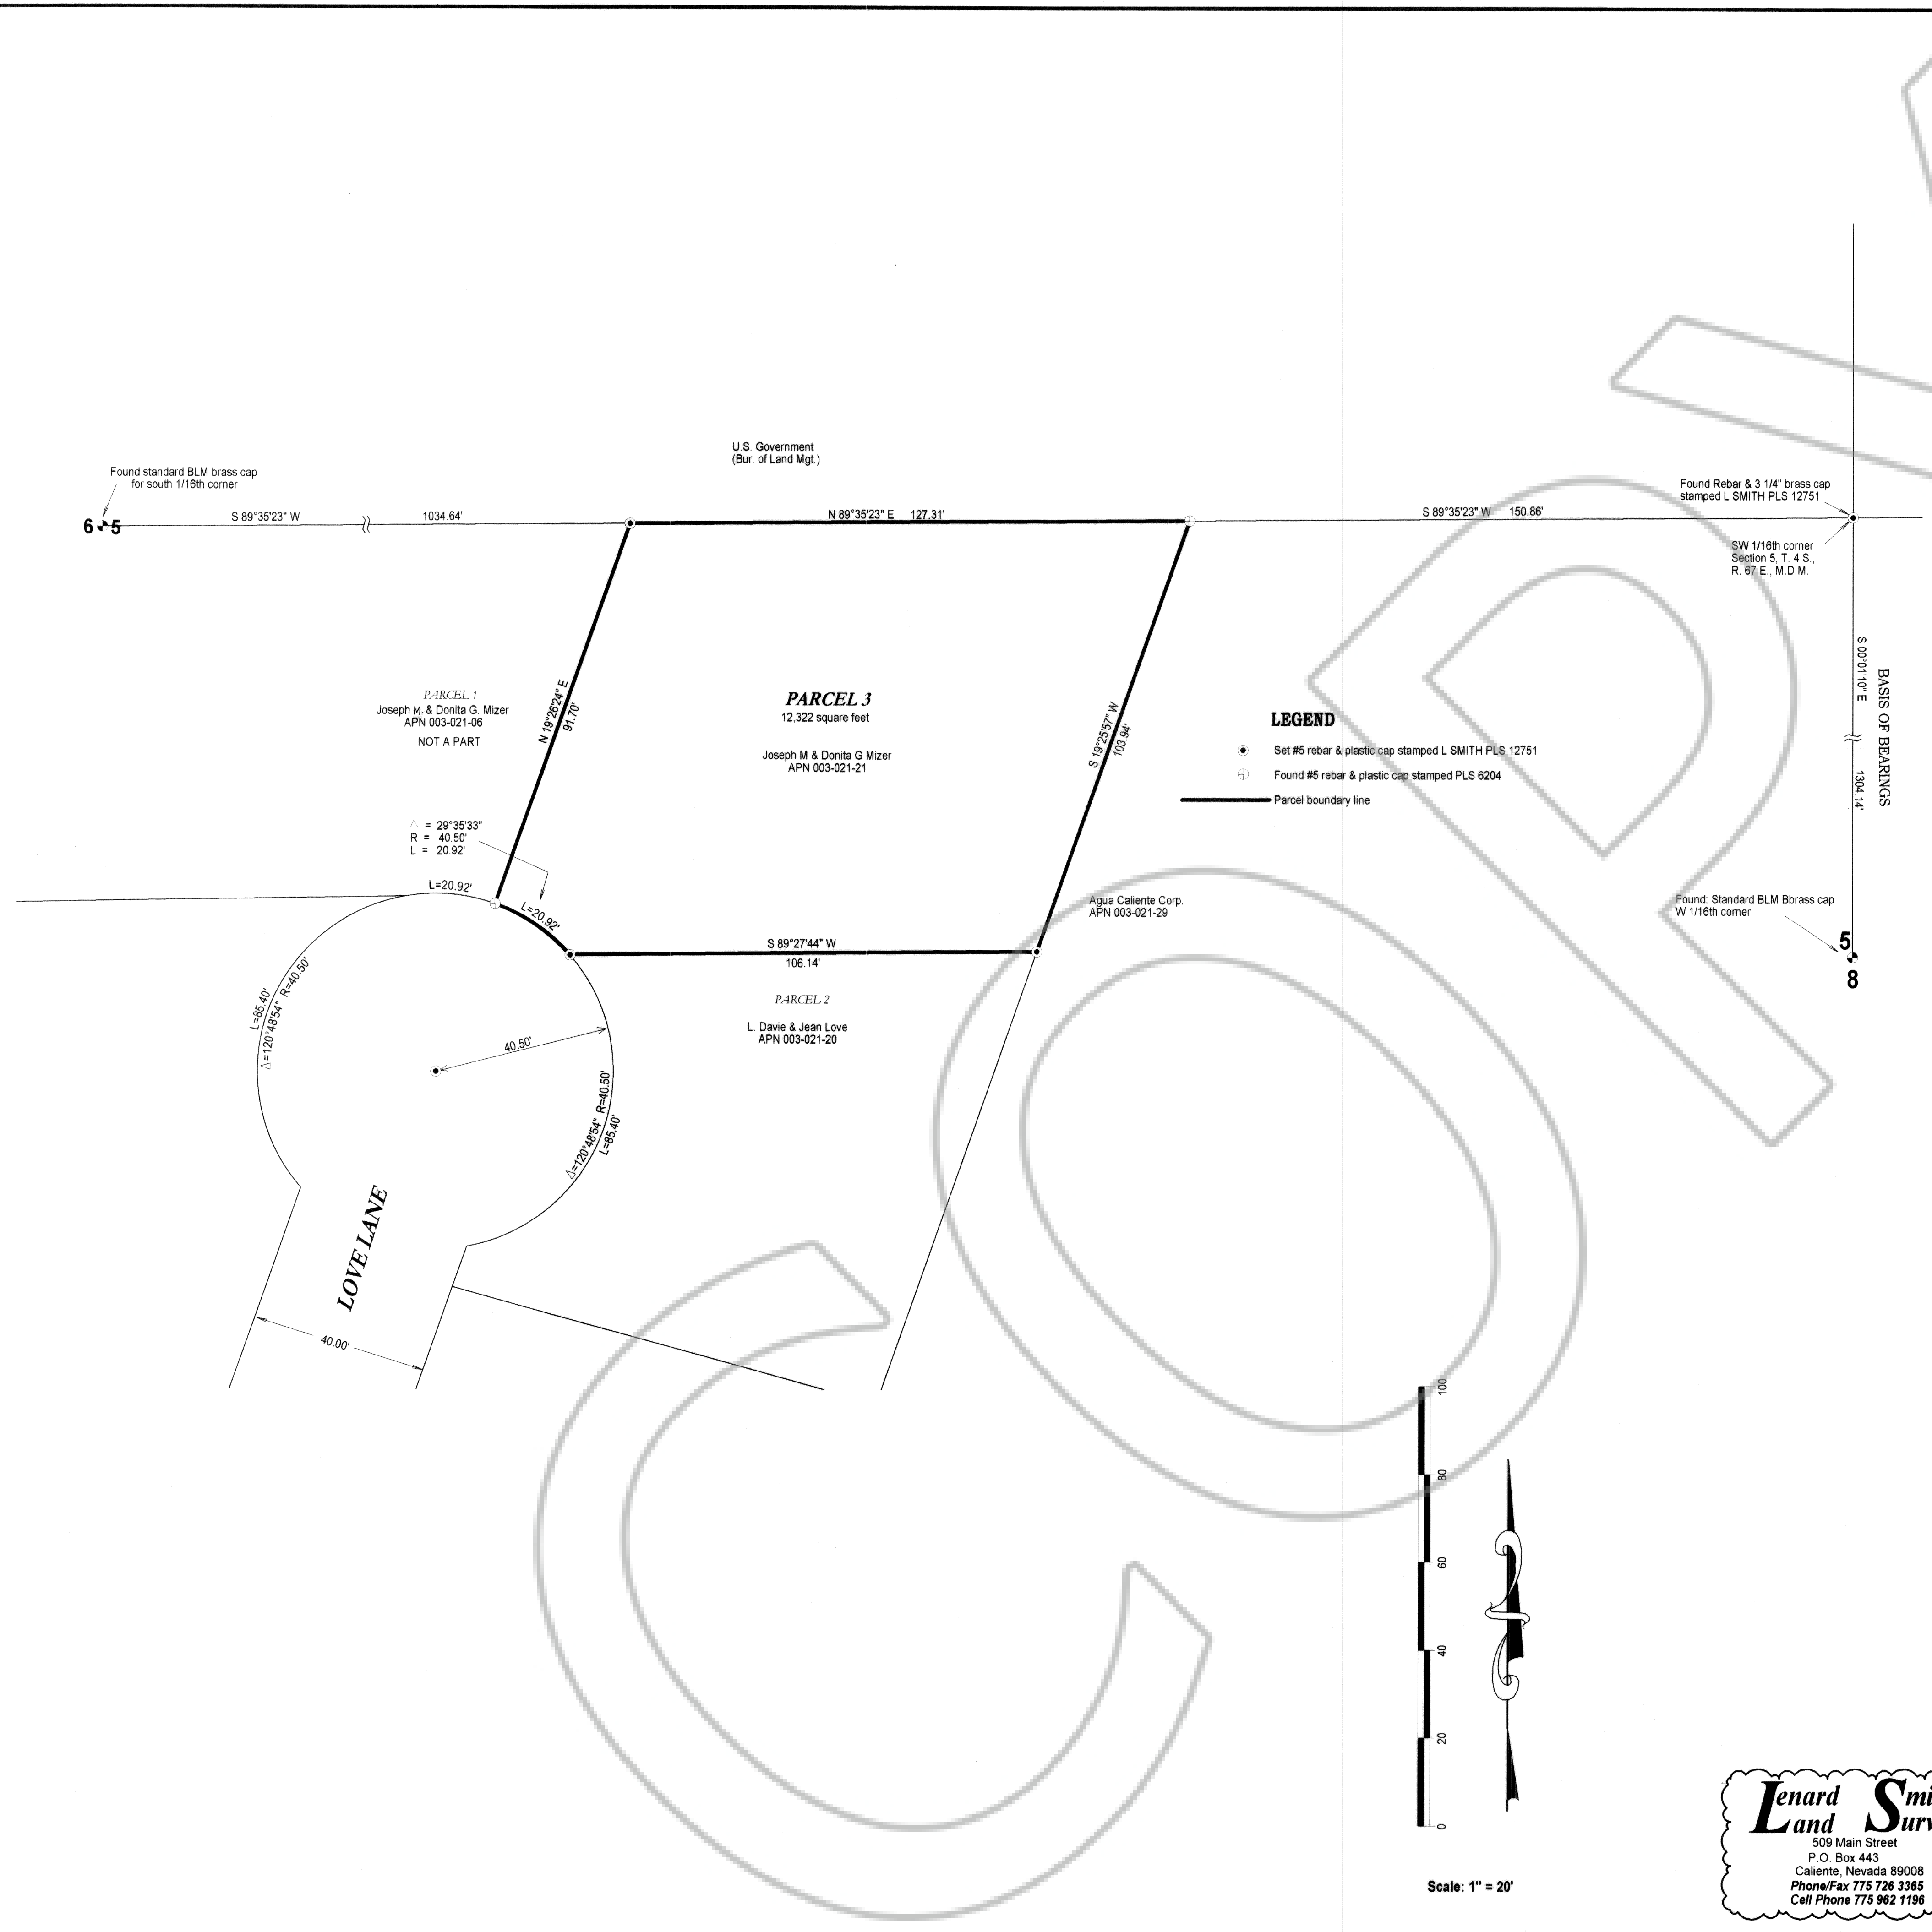 U.S. Government
(Bur. of Land Mgt.)
Found standard BLM brass cap
for south 1/16th corner
6 5
S 89°35'23" W
1034.64'
N 89°35'23" E 127.31'
S 89°35'23" W 150.86'
Found Rebar & 3 1/4" brass cap
stamped L SMITH PLS 12751
SW 1/16th corner
Section 5, T. 4 S.,
R. 67 E., M.D.M.
S 00°01'10" E
1304.14'
BASIS OF BEARINGS
PARCEL 1
Joseph M. & Donita G. Mizer
APN 003-021-06
NOT A PART
N 19°26'24" E
91.70'
PARCEL 3
12,322 square feet
Joseph M & Donita G Mizer
APN 003-021-21
S 19°25'57" W
103.94'
LEGEND
Set #5 rebar & plastic cap stamped L SMITH PLS 12751
Found #5 rebar & plastic cap stamped PLS 6204
Parcel boundary line
△ = 29°35'33"
R = 40.50'
L = 20.92'
L=20.92'
L=20.92'
S 89°27'44" W
106.14'
Agua Caliente Corp.
APN 003-021-29
Found: Standard BLM Bbrass cap
W 1/16th corner
5
8
PARCEL 2
L. Davie & Jean Love
APN 003-021-20
L=85.40'
△=120°48'54" R=40.50'
40.50'
△=120°48'54" R=40.50'
L=85.40'
LOVE LANE
40.00'
100
80
60
40
20
0
Scale: 1" = 20'
COP
Lenard Smi
Land Surv
509 Main Street
P.O. Box 443
Caliente, Nevada 89008
Phone/Fax 775 726 3365
Cell Phone 775 962 1196